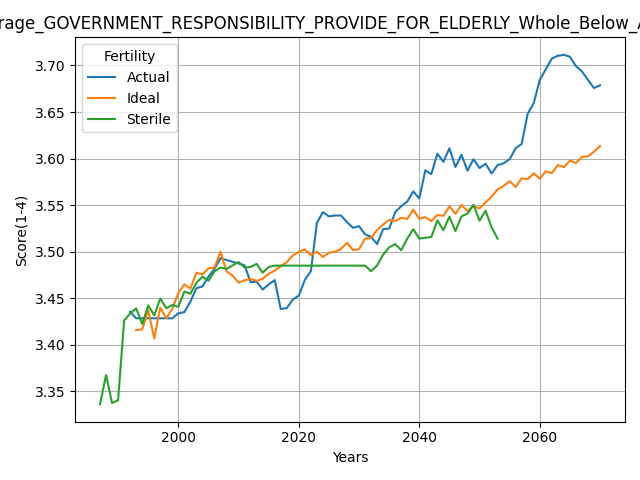 rage_GOVERNMENT_RESPONSIBILITY_PROVIDE_FOR_ELDERLY_Whole_Below_A
Fertility
Actual
Ideal
Sterile
3.70
3.65
3.60
3.55
3.50
3.45
3.40
3.35
Score(1-4)
2000 2020 2040 2060
Years